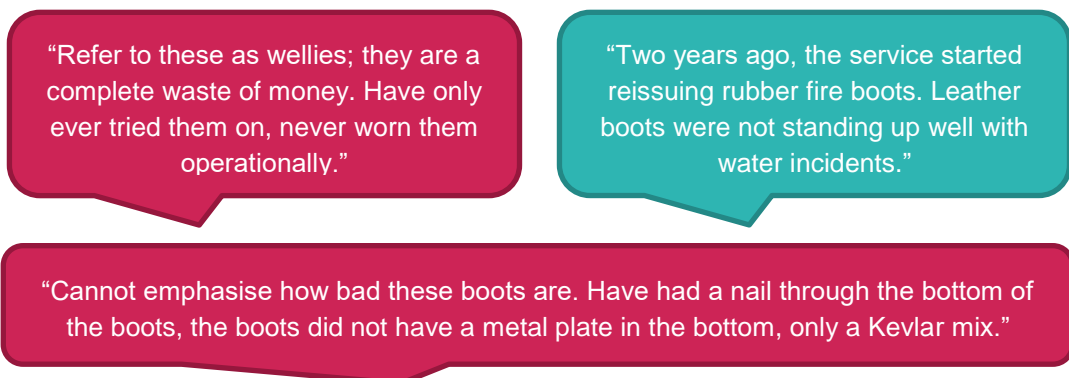 “Refer to these as wellies; they are a
complete waste of money. Have only
ever tried them on, never worn them
operationally.”
“Two years ago, the service started
reissuing rubber fire boots. Leather
boots were not standing up well with
water incidents.”
“Cannot emphasise how bad these boots are. Have had a nail through the bottom of
the boots, the boots did not have a metal plate in the bottom, only a Kevlar mix.”